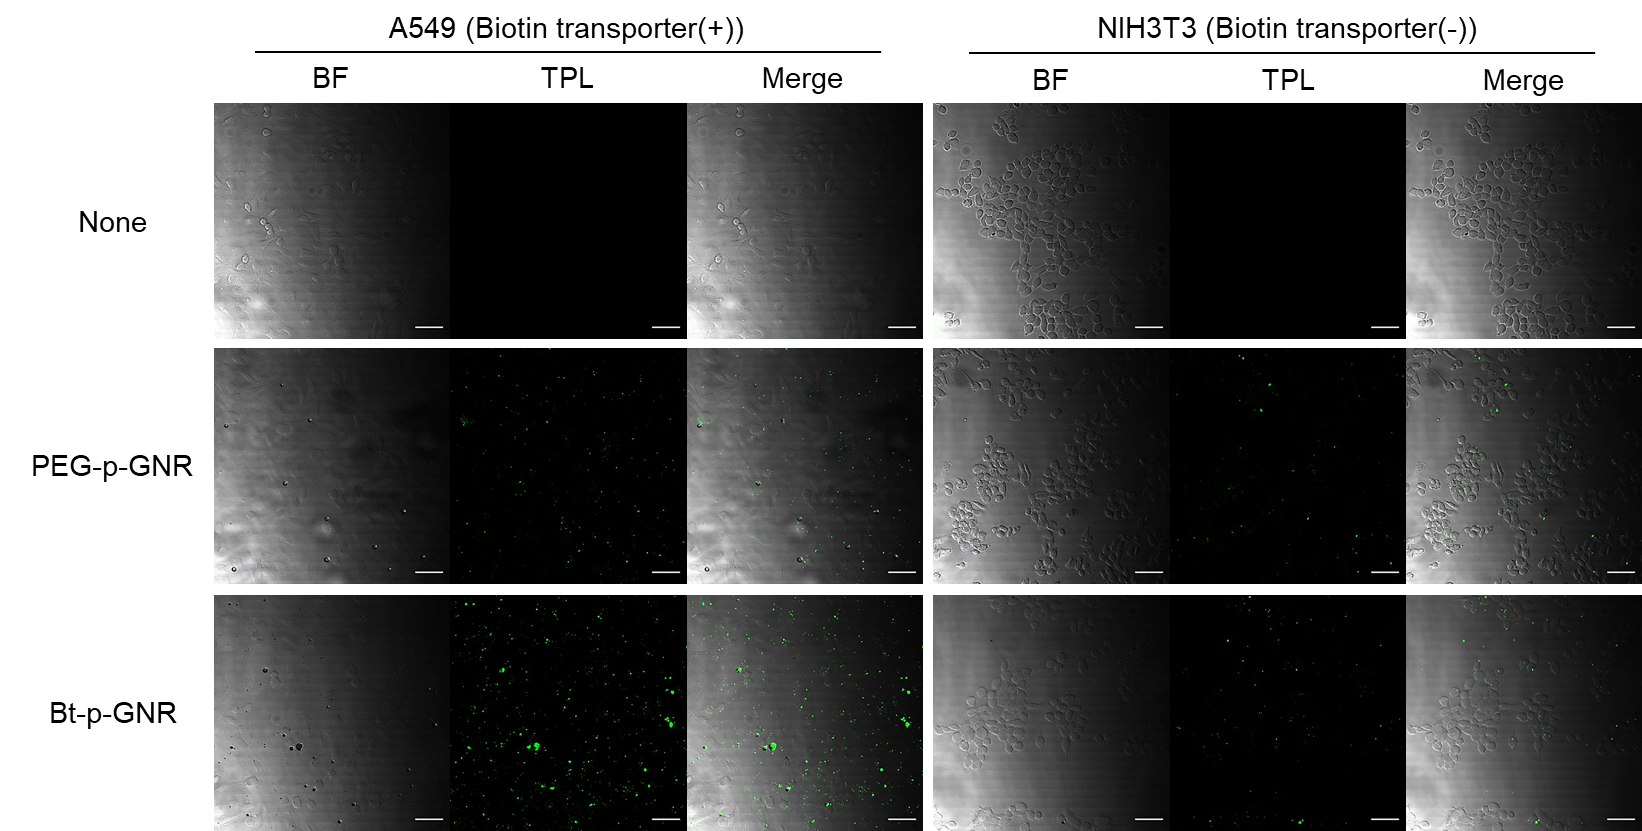 A549 (Biotin transporter(+)) NIH3T3 (Biotin transporter(-))
BF TPL Merge BF TPL Merge
None
PEG-p-GNR
Bt-p-GNR